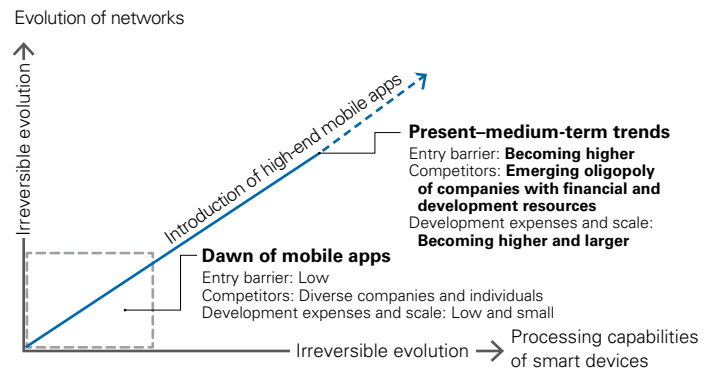 Evolution of networks
Irreversible evolution
Introduction of high-end mobile apps
Present–medium-term trends
Entry barrier: Becoming higher
Competitors: Emerging oligopoly
of companies with financial and
development resources
Development expenses and scale:
Becoming higher and larger
Dawn of mobile apps
Entry barrier: Low
Competitors: Diverse companies and individuals
Development expenses and scale: Low and small
Irreversible evolution
Processing capabilities
of smart devices